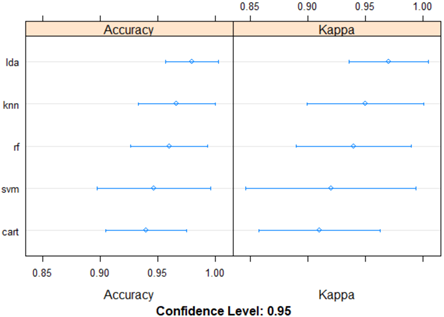 0.85 0.90 0.95 1.00
Accuracy Kappa
lda
knn
rf
svm
cart
0.85 0.90 0.95 1.00
Accuracy Kappa
Confidence Level: 0.95